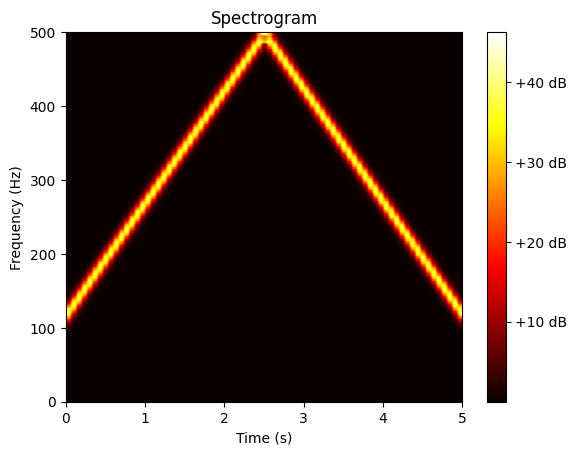 Spectrogram
500
400
300
200
100
0
Frequency (Hz)
0 1 2 3 4 5
Time (s)
+40 dB
+30 dB
+20 dB
+10 dB